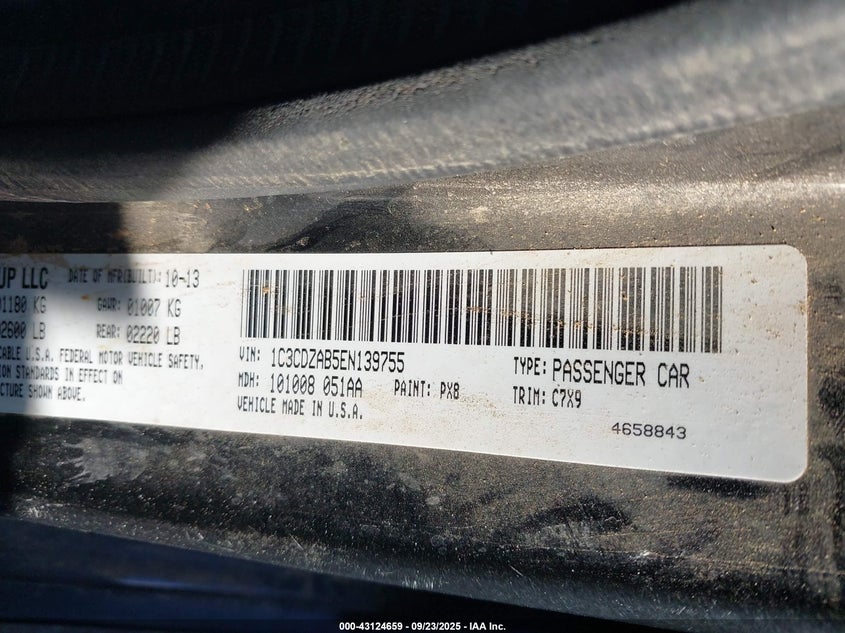 UP LLC DATE OF MFR(BUILT): 10-13
01180 KG GAWR: 01007 KG
2600 LB REAR: 02220 LB
CABLE U.S.A. FEDERAL MOTOR VEHICLE SAFETY,
ION STANDARDS IN EFFECT ON
CTURE SHOWN ABOVE.
VIN: 1C3CDZAB5EN139755 TYPE: PASSENGER CAR
MDH: 101008 051AA PAINT: PX8 TRIM: C7X9
VEHICLE MADE IN U.S.A.
4658843
000-43124659 - 09/23/2025 - IAA Inc.